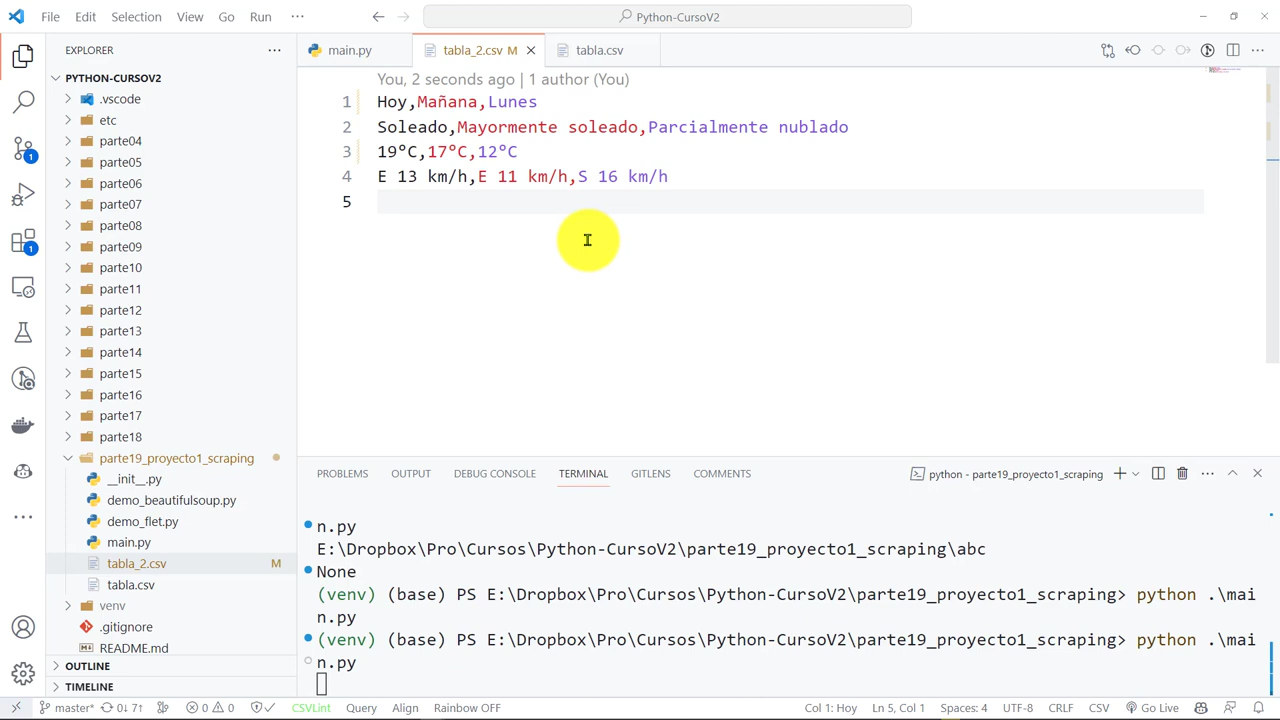 File Edit Selection View Go Run ···
Python-CursoV2
EXPLORER
PYTHON-CURSOV2
.vscode
etc
parte04
parte05
parte06
parte07
parte08
parte09
parte10
parte11
parte12
parte13
parte14
parte15
parte16
parte17
parte18
parte19_proyecto1_scraping
__init__.py
demo_beautifulsoup.py
demo_flet.py
main.py
tabla_2.csv M
tabla.csv
venv
.gitignore
README.md
OUTLINE
TIMELINE
1
1
main.py tabla_2.csv M tabla.csv
You, 2 seconds ago | 1 author (You)
1 Hoy,Mañana,Lunes
2 Soleado,Mayormente soleado,Parcialmente nublado
3 19°C,17°C,12°C
4 E 13 km/h,E 11 km/h,S 16 km/h
5
PROBLEMS OUTPUT DEBUG CONSOLE TERMINAL GITLENS COMMENTS
python - parte19_proyecto1_scraping
n.py
E:\Dropbox\Pro\Cursos\Python-CursoV2\parte19_proyecto1_scraping\abc
None
(venv) (base) PS E:\Dropbox\Pro\Cursos\Python-CursoV2\parte19_proyecto1_scraping> python .\mai
n.py
(venv) (base) PS E:\Dropbox\Pro\Cursos\Python-CursoV2\parte19_proyecto1_scraping> python .\mai
n.py
master* 0↓ 7↑ 0 0 CSVLint Query Align Rainbow OFF Col 1: Hoy Ln 5, Col 1 Spaces: 4 UTF-8 CRLF CSV Go Live